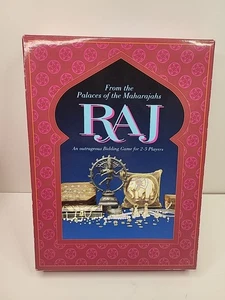 From the
Palaces of the Maharajahs
RAJ
An outrageous Bidding Game for 2-5 Players